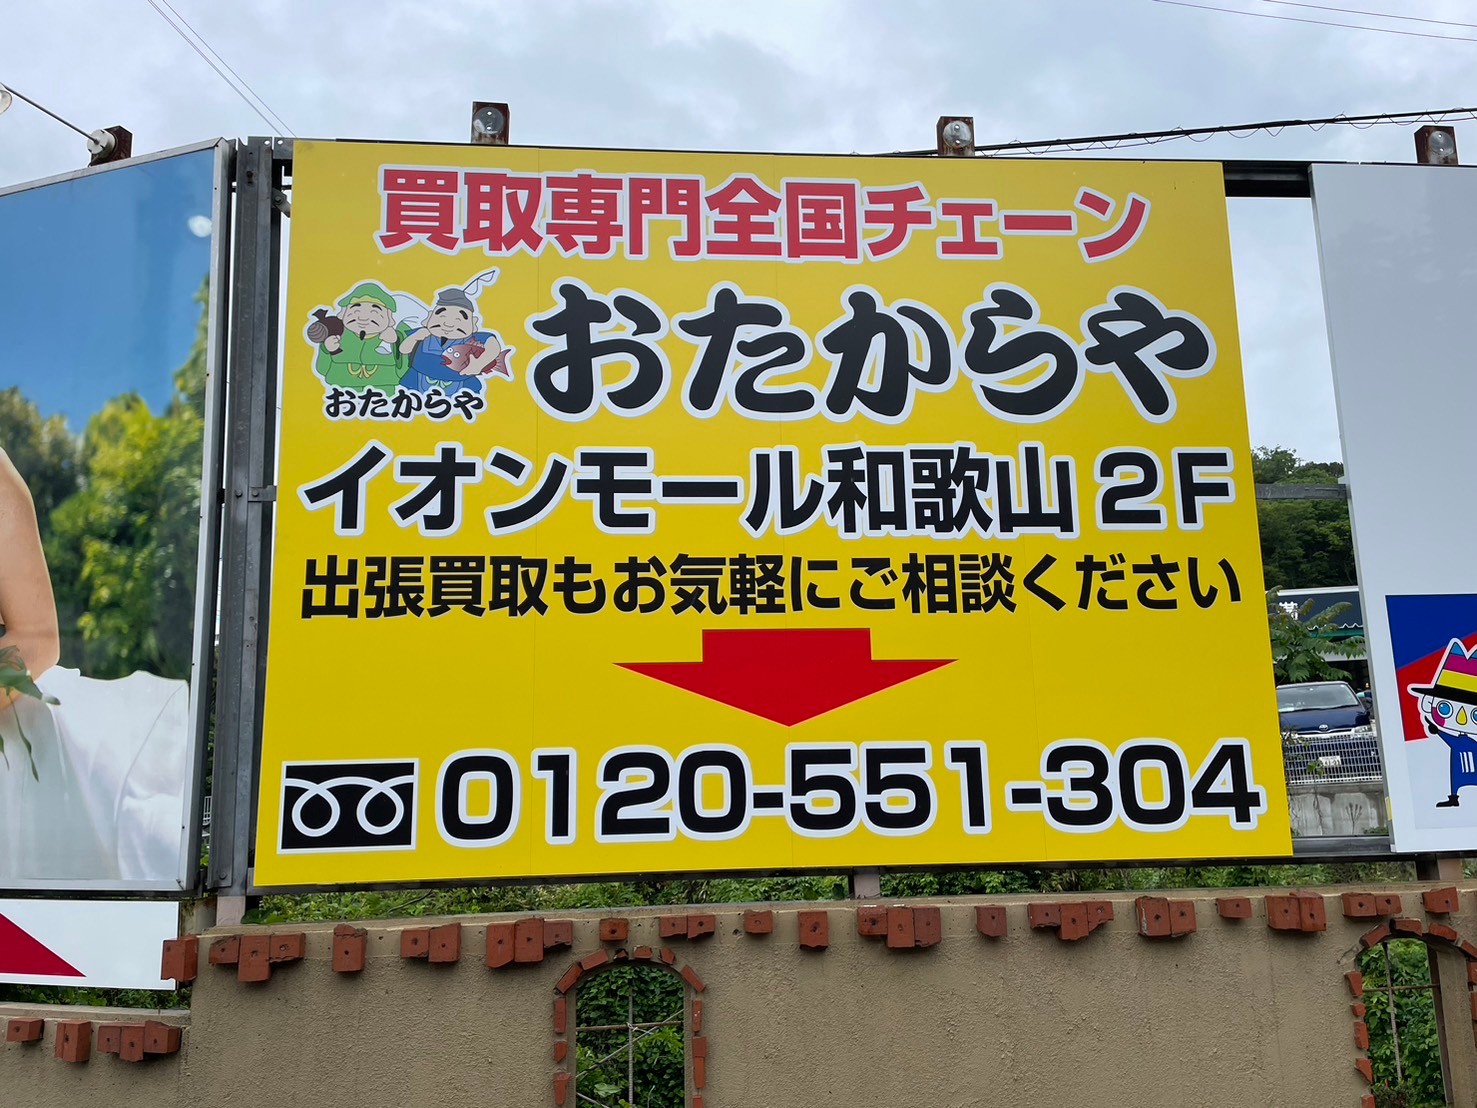 買取専門全国チェーン
おたからや
おたからや
イオンモール和歌山2F
出張買取もお気軽にご相談ください
0120-551-304